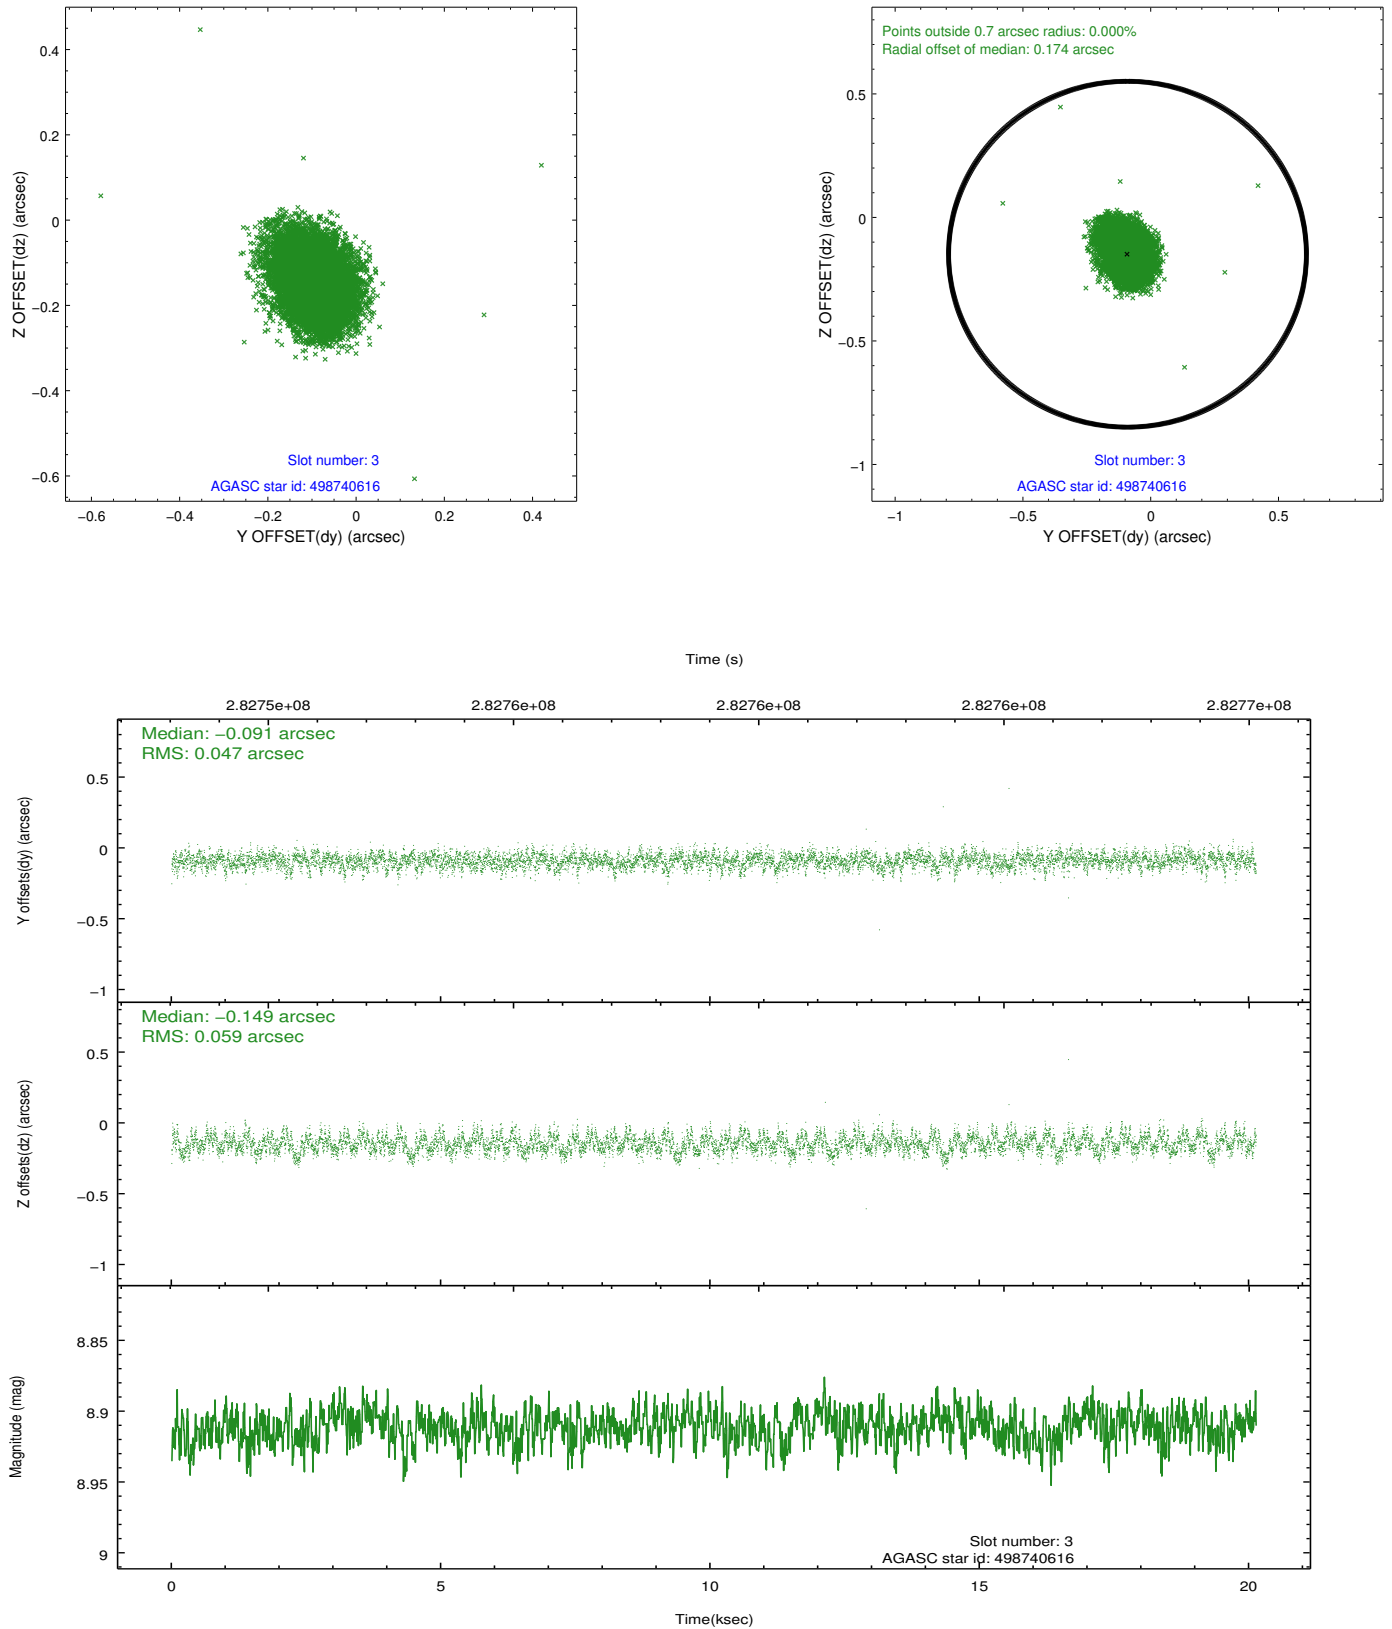 0.4
0.2
0
−0.2
−0.4
−0.6
Z OFFSET(dz) (arcsec)
Slot number: 3
AGASC star id: 498740616
−0.6 −0.4 −0.2 0 0.2 0.4
Y OFFSET(dy) (arcsec)
Points outside 0.7 arcsec radius: 0.000%
Radial offset of median: 0.174 arcsec
0.5
0
−0.5
−1
Z OFFSET(dz) (arcsec)
Slot number: 3
AGASC star id: 498740616
−1 −0.5 0 0.5
Y OFFSET(dy) (arcsec)
Time (s)
2.8275e+08 2.8276e+08 2.8276e+08 2.8276e+08 2.8277e+08
Median: −0.091 arcsec
RMS: 0.047 arcsec
0.5
0
−0.5
−1
Y offsets(dy) (arcsec)
Median: −0.149 arcsec
RMS: 0.059 arcsec
0.5
0
−0.5
−1
Z offsets(dz) (arcsec)
8.85
8.9
8.95
9
Magnitude (mag)
Slot number: 3
AGASC star id: 498740616
0 5 10 15 20
Time(ksec)